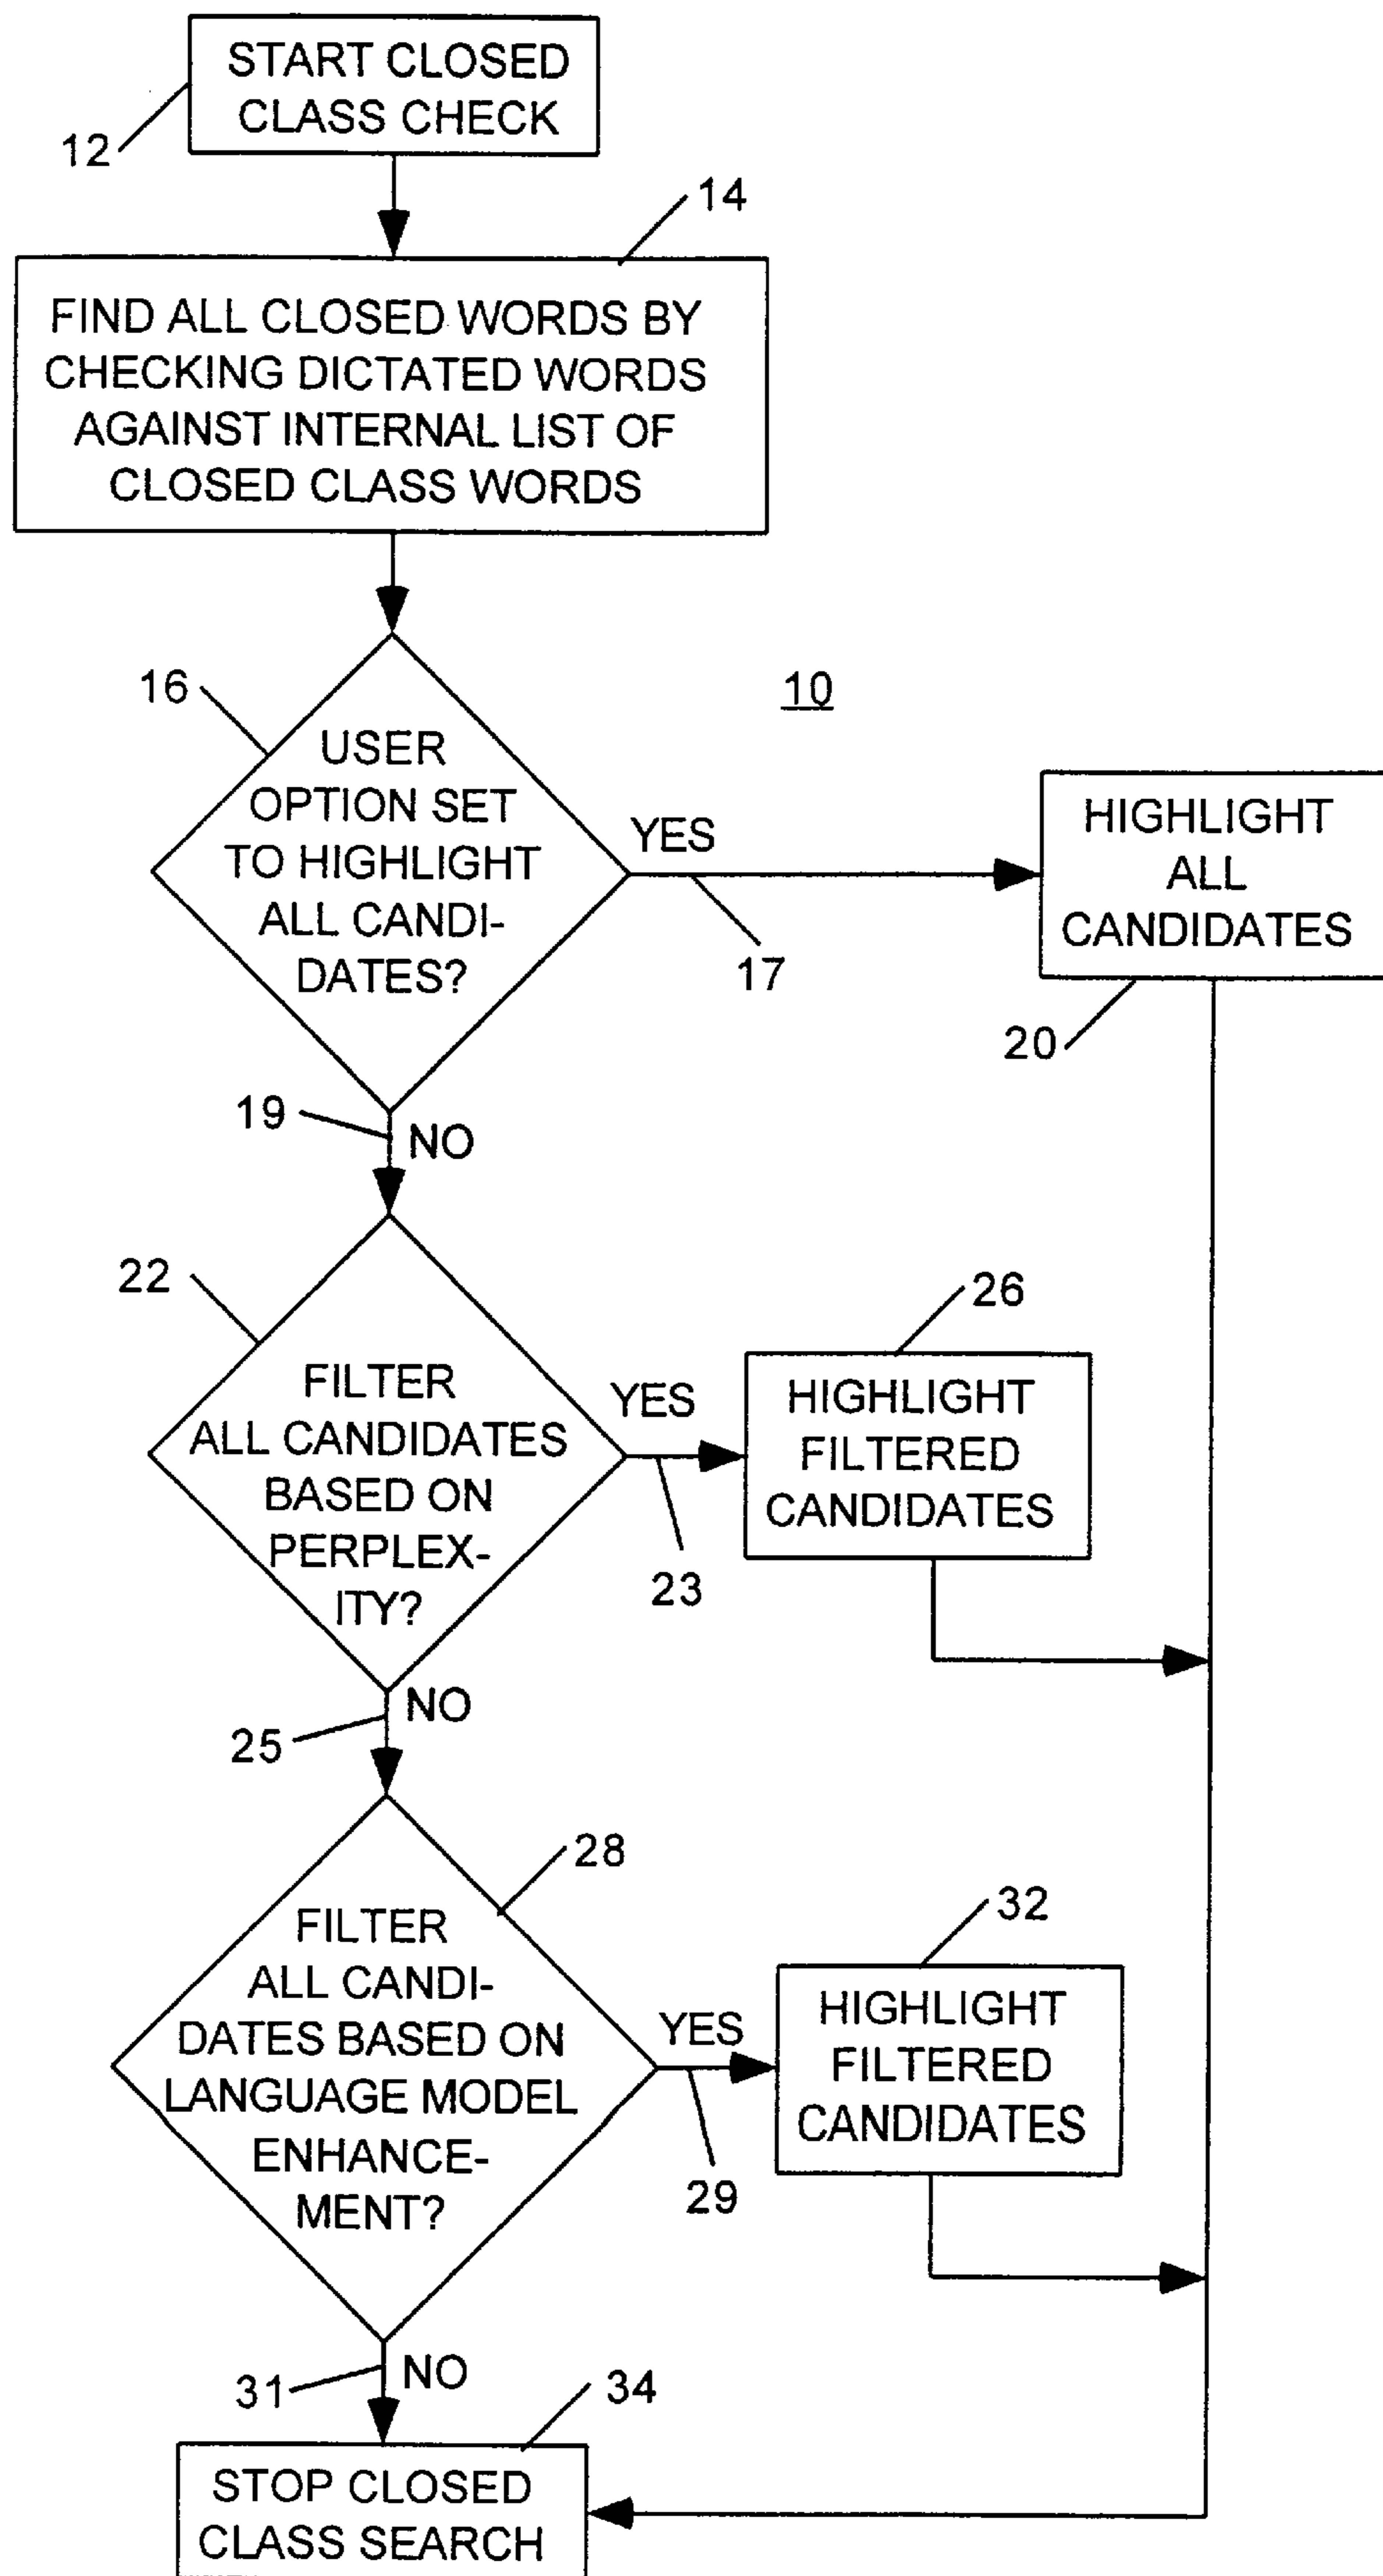 START CLOSED
CLASS CHECK
12
14
FIND ALL CLOSED WORDS BY
CHECKING DICTATED WORDS
AGAINST INTERNAL LIST OF
CLOSED CLASS WORDS
16
10
USER
OPTION SET
TO HIGHLIGHT
ALL CANDI-
DATES?
YES
17
HIGHLIGHT
ALL
CANDIDATES
20
19
NO
22
FILTER
ALL CANDIDATES
BASED ON
PERPLEX-
ITY?
YES
23
26
HIGHLIGHT
FILTERED
CANDIDATES
25
NO
28
FILTER
ALL CANDI-
DATES BASED ON
LANGUAGE MODEL
ENHANCE-
MENT?
YES
29
32
HIGHLIGHT
FILTERED
CANDIDATES
31
NO
34
STOP CLOSED
CLASS SEARCH